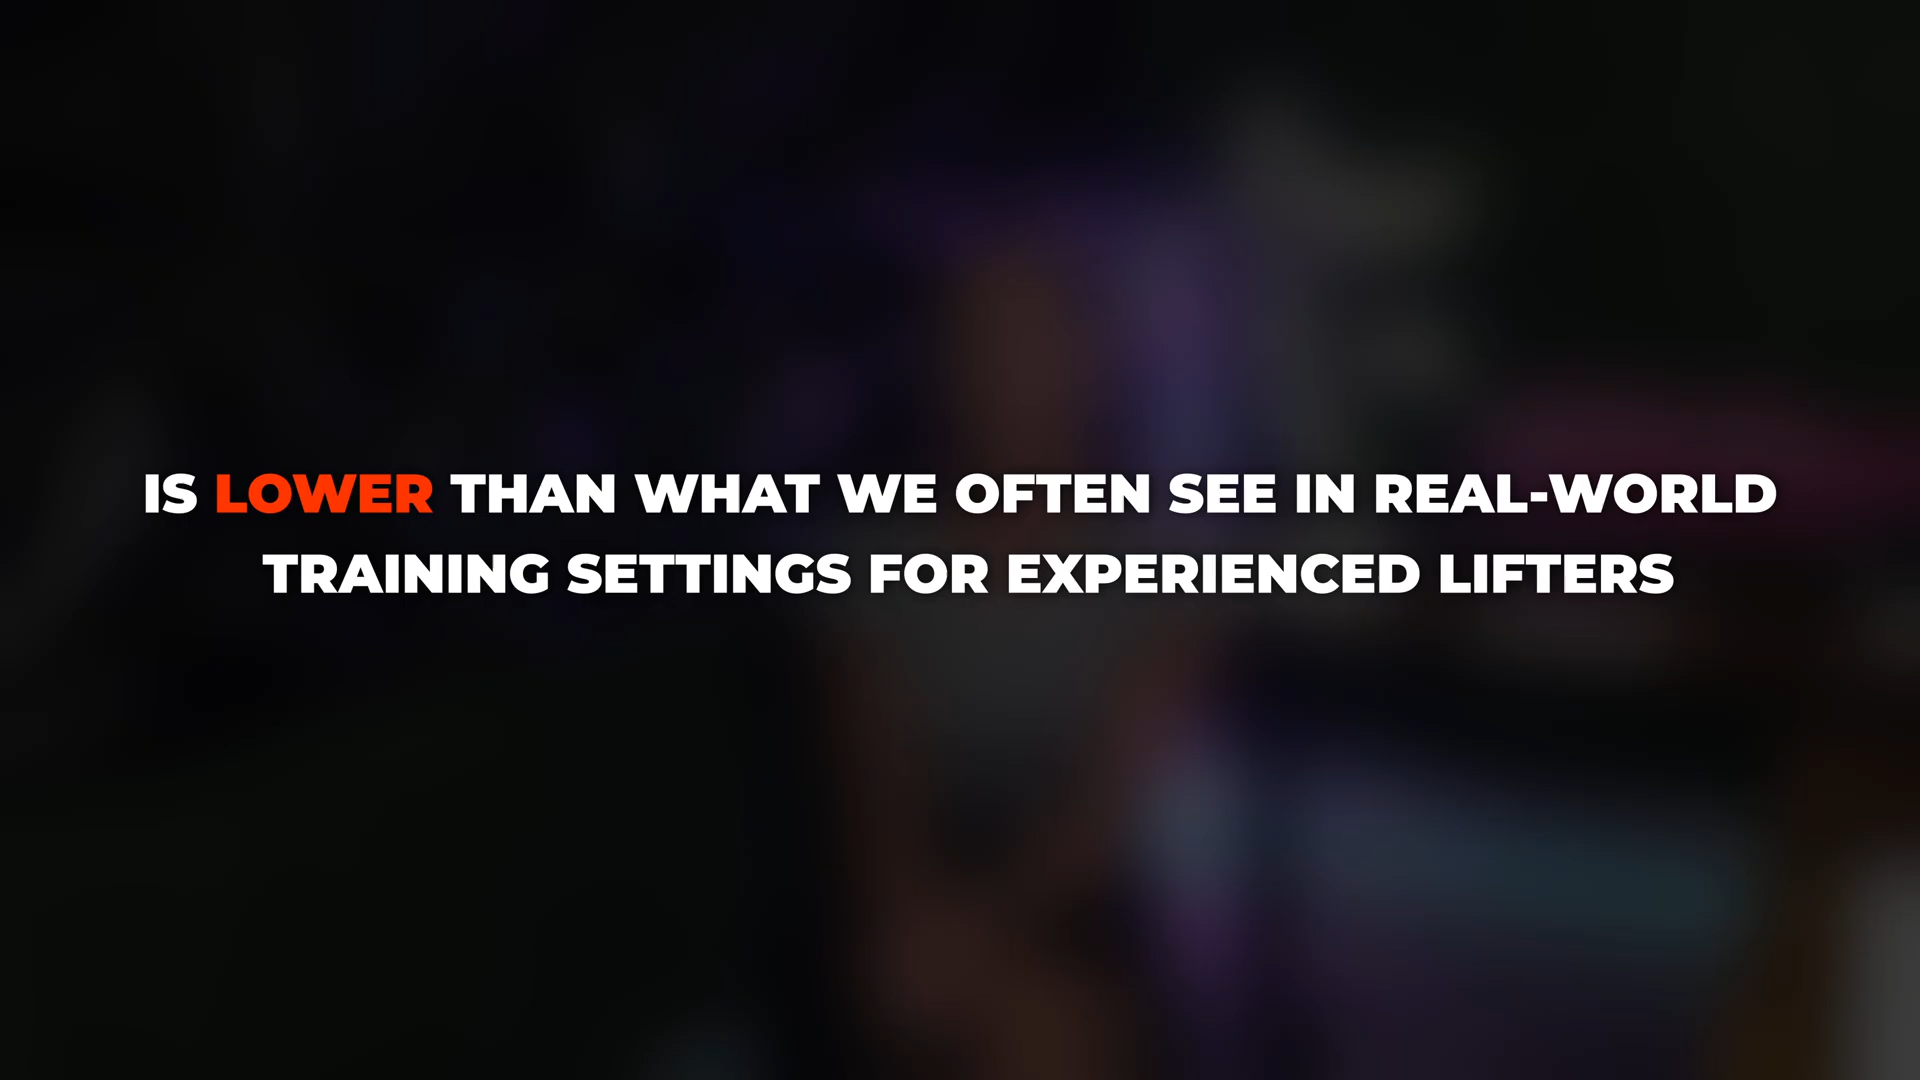 IS LOWER THAN WHAT WE OFTEN SEE IN REAL-WORLD
TRAINING SETTINGS FOR EXPERIENCED LIFTERS